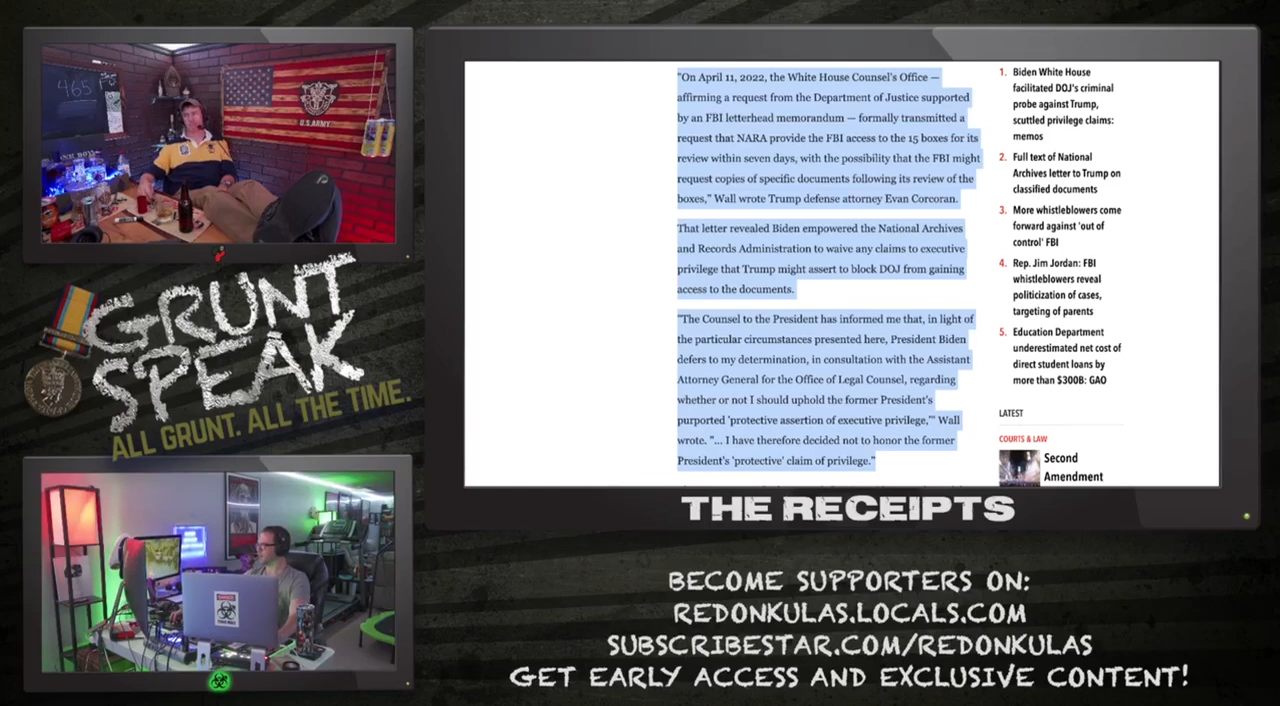 465
U.S. ARMY
GRUNT
SPEAK
ALL GRUNT. ALL THE TIME.
"On April 11, 2022, the White House Counsel's Office —
affirming a request from the Department of Justice supported
by an FBI letterhead memorandum — formally transmitted a
request that NARA provide the FBI access to the 15 boxes for its
review within seven days, with the possibility that the FBI might
request copies of specific documents following its review of the
boxes," Wall wrote Trump defense attorney Evan Corcoran.
That letter revealed Biden empowered the National Archives
and Records Administration to waive any claims to executive
privilege that Trump might assert to block DOJ from gaining
access to the documents.
"The Counsel to the President has informed me that, in light of
the particular circumstances presented here, President Biden
defers to my determination, in consultation with the Assistant
Attorney General for the Office of Legal Counsel, regarding
whether or not I should uphold the former President's
purported 'protective assertion of executive privilege,'" Wall
wrote. "... I have therefore decided not to honor the former
President's 'protective' claim of privilege."
1. Biden White House
facilitated DOJ's criminal
probe against Trump,
scuttled privilege claims:
memos
2. Full text of National
Archives letter to Trump on
classified documents
3. More whistleblowers come
forward against 'out of
control' FBI
4. Rep. Jim Jordan: FBI
whistleblowers reveal
politicization of cases,
targeting of parents
5. Education Department
underestimated net cost of
direct student loans by
more than $300B: GAO
LATEST
COURTS & LAW
Second
Amendment
THE RECEIPTS
BECOME SUPPORTERS ON:
REDONKULAS.LOCALS.COM
SUBSCRIBESTAR.COM/REDONKULAS
GET EARLY ACCESS AND EXCLUSIVE CONTENT!